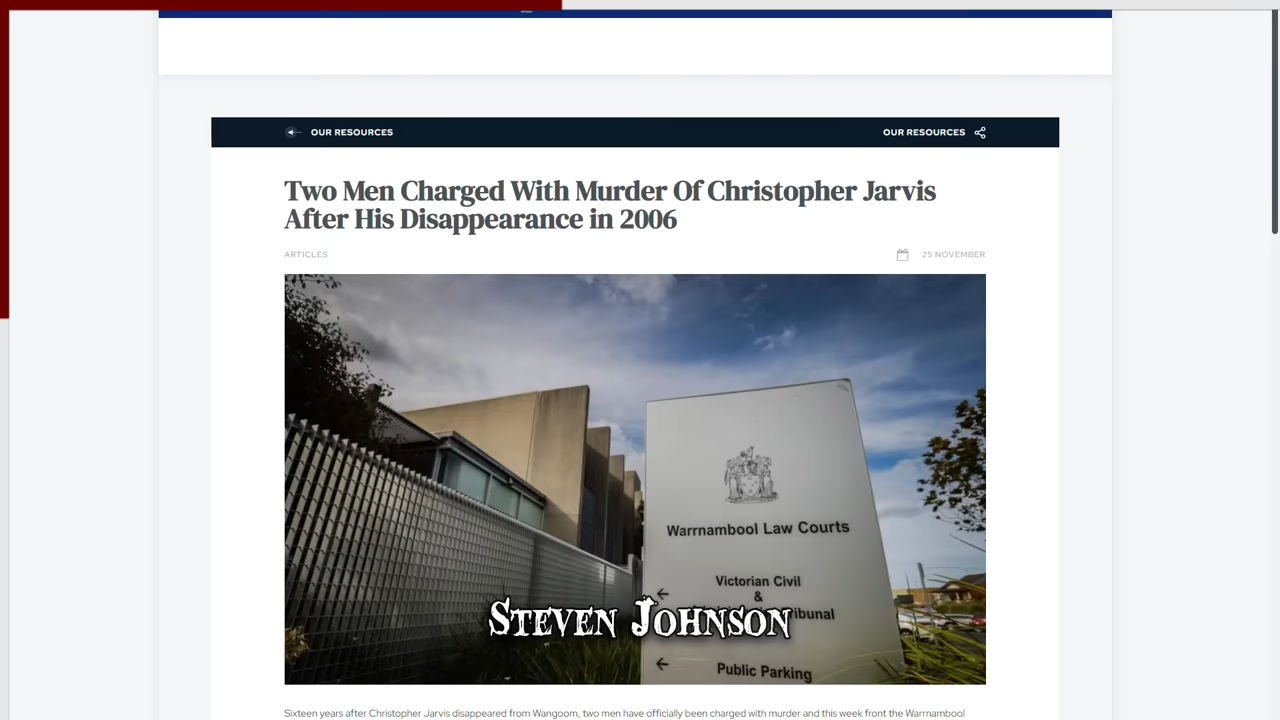 OUR RESOURCES
OUR RESOURCES
Two Men Charged With Murder Of Christopher Jarvis
After His Disappearance in 2006
ARTICLES
25 NOVEMBER
Warrnambool Law Courts
Victorian Civil
&
STEVEN JOHNSON
Public Parking
Sixteen years after Christopher Jarvis disappeared from Wangoom, two men have officially been charged with murder and this week front the Warrnambool